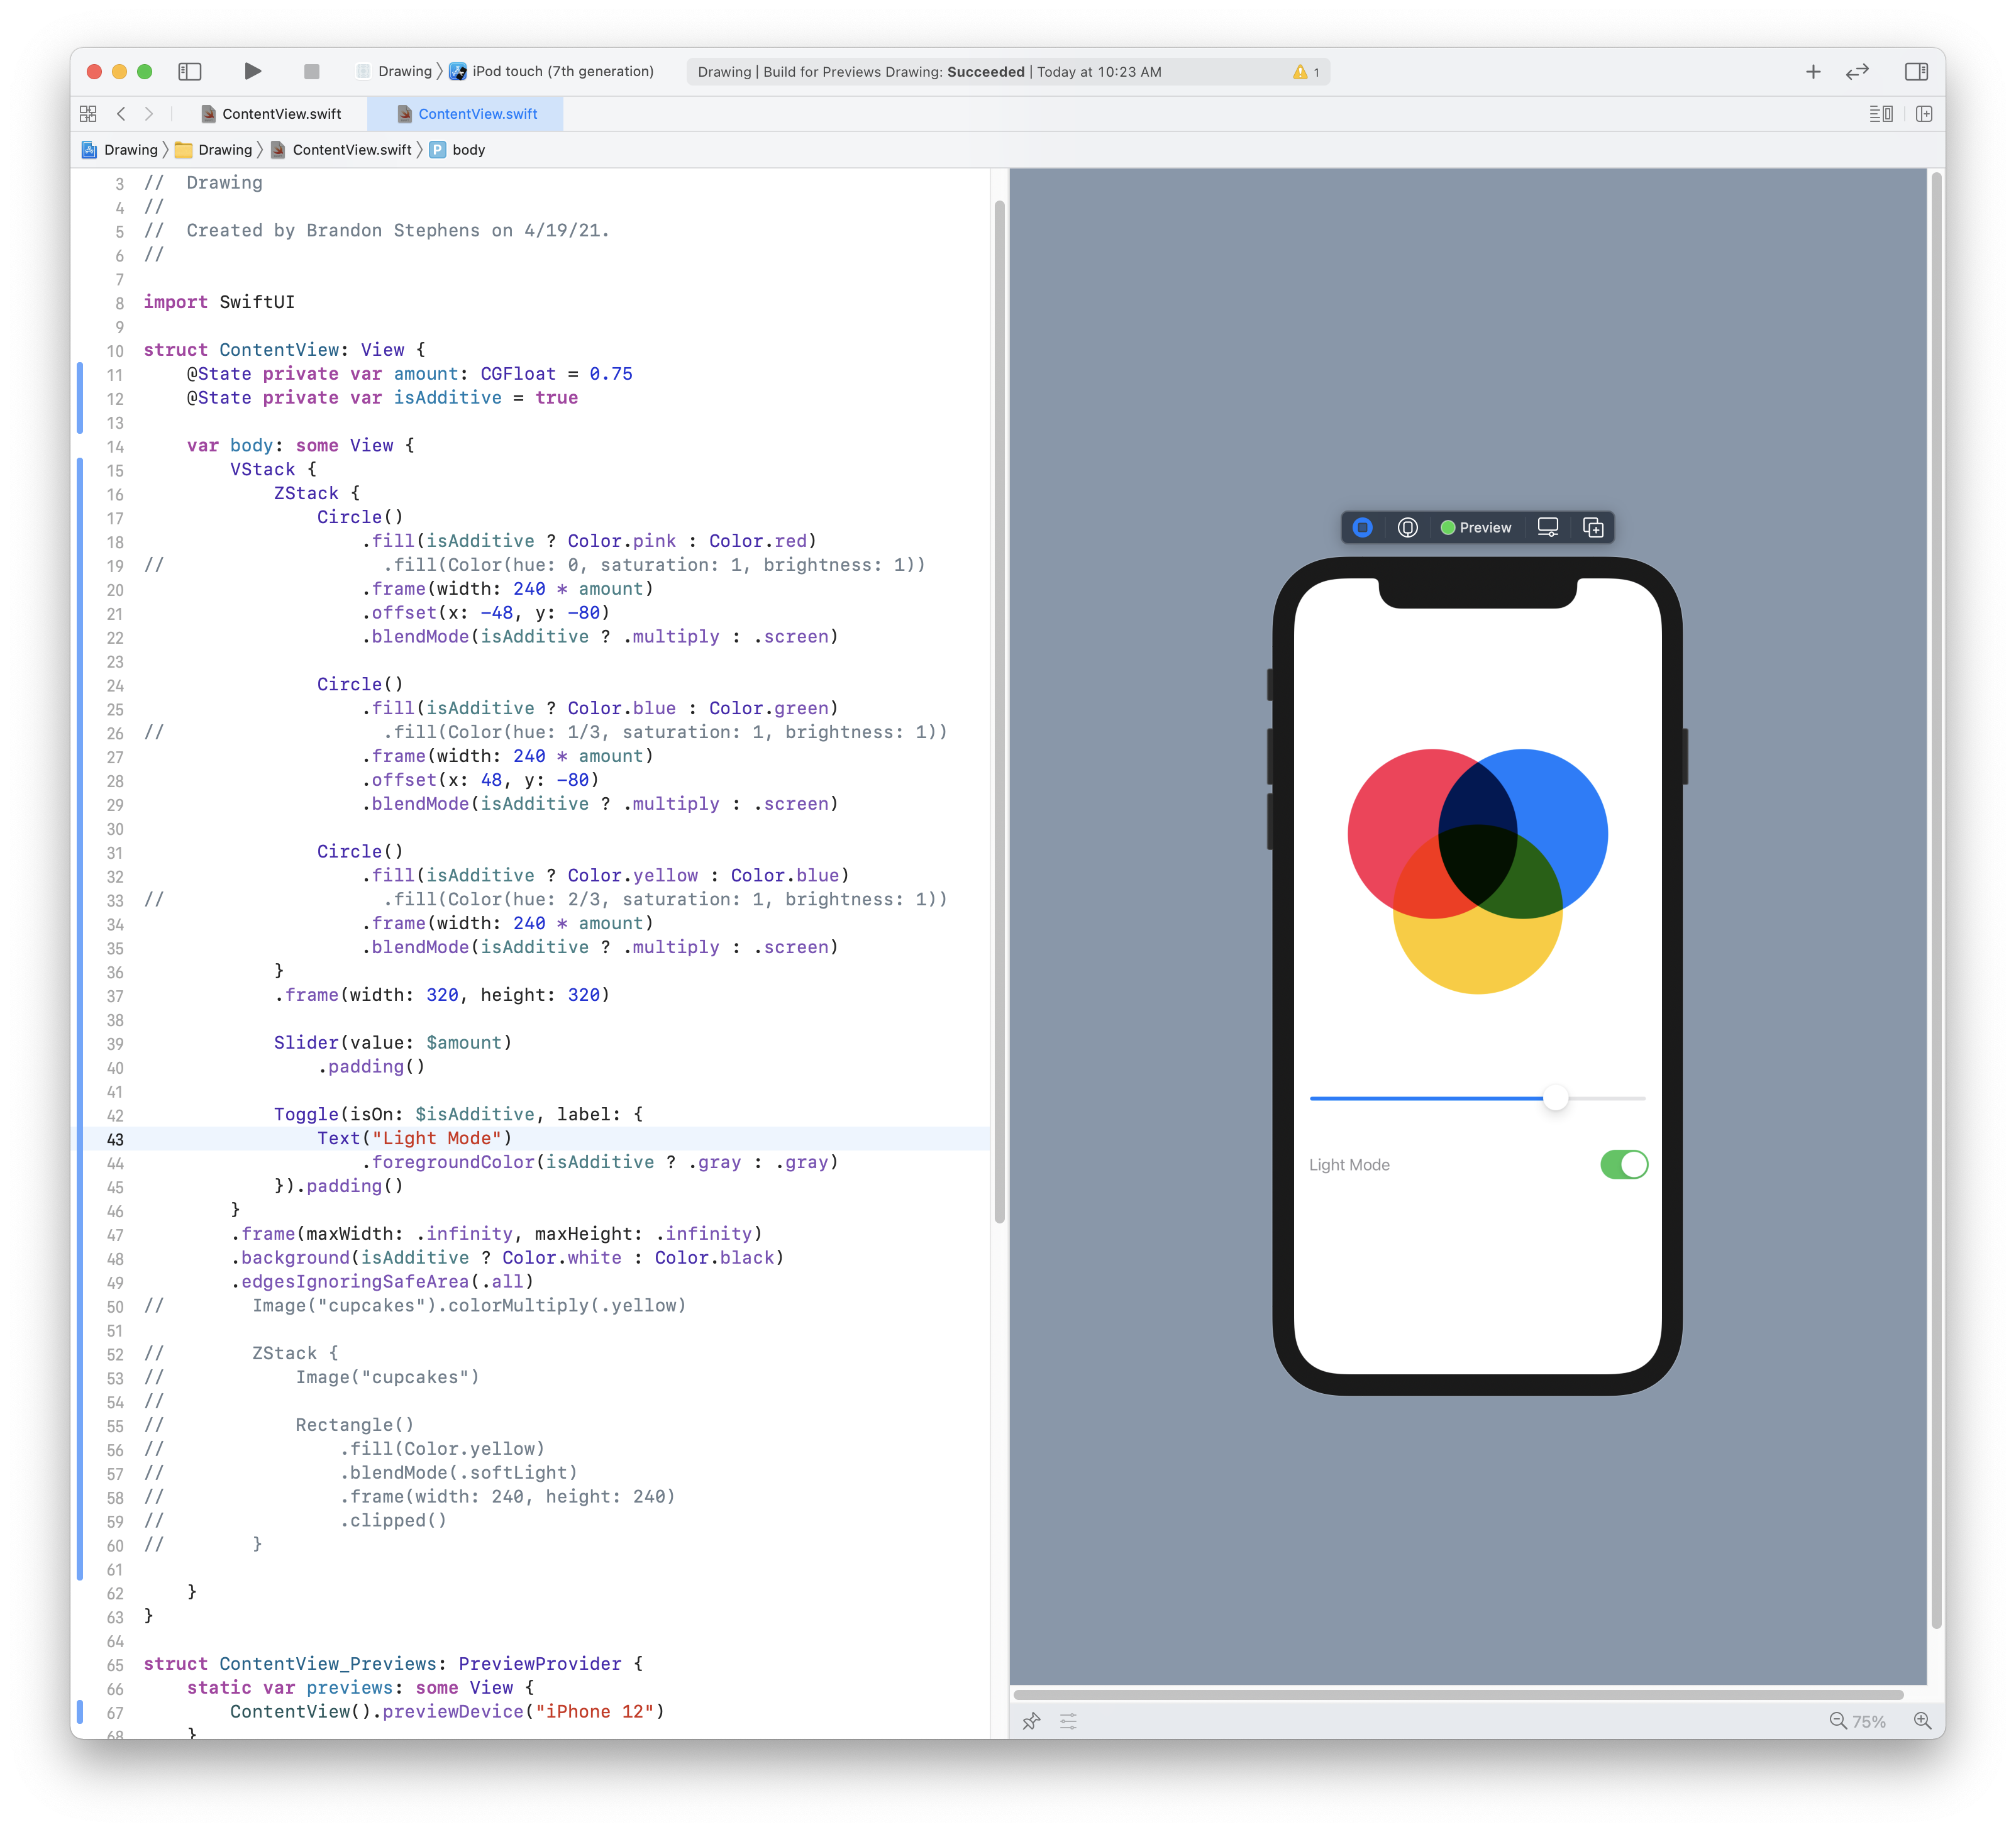 Drawing 〉 iPod touch (7th generation)
Drawing | Build for Previews Drawing: Succeeded | Today at 10:23 AM
1
ContentView.swift
ContentView.swift
Drawing 〉 Drawing 〉 ContentView.swift 〉 P body
3 //  Drawing
4 //
5 //  Created by Brandon Stephens on 4/19/21.
6 //
7
8 import SwiftUI
9
10 struct ContentView: View {
11     @State private var amount: CGFloat = 0.75
12     @State private var isAdditive = true
13
14     var body: some View {
15         VStack {
16             ZStack {
17                 Circle()
18                     .fill(isAdditive ? Color.pink : Color.red)
19 //                    .fill(Color(hue: 0, saturation: 1, brightness: 1))
20                     .frame(width: 240 * amount)
21                     .offset(x: -48, y: -80)
22                     .blendMode(isAdditive ? .multiply : .screen)
23
24                 Circle()
25                     .fill(isAdditive ? Color.blue : Color.green)
26 //                    .fill(Color(hue: 1/3, saturation: 1, brightness: 1))
27                     .frame(width: 240 * amount)
28                     .offset(x: 48, y: -80)
29                     .blendMode(isAdditive ? .multiply : .screen)
30
31                 Circle()
32                     .fill(isAdditive ? Color.yellow : Color.blue)
33 //                    .fill(Color(hue: 2/3, saturation: 1, brightness: 1))
34                     .frame(width: 240 * amount)
35                     .blendMode(isAdditive ? .multiply : .screen)
36             }
37             .frame(width: 320, height: 320)
38
39             Slider(value: $amount)
40                 .padding()
41
42             Toggle(isOn: $isAdditive, label: {
43                 Text("Light Mode")
44                     .foregroundColor(isAdditive ? .gray : .gray)
45             }).padding()
46         }
47         .frame(maxWidth: .infinity, maxHeight: .infinity)
48         .background(isAdditive ? Color.white : Color.black)
49         .edgesIgnoringSafeArea(.all)
50 //        Image("cupcakes").colorMultiply(.yellow)
51
52 //        ZStack {
53 //            Image("cupcakes")
54 //
55 //            Rectangle()
56 //                .fill(Color.yellow)
57 //                .blendMode(.softLight)
58 //                .frame(width: 240, height: 240)
59 //                .clipped()
60 //        }
61
62     }
63 }
64
65 struct ContentView_Previews: PreviewProvider {
66     static var previews: some View {
67         ContentView().previewDevice("iPhone 12")
68     }
Preview
Light Mode
75%